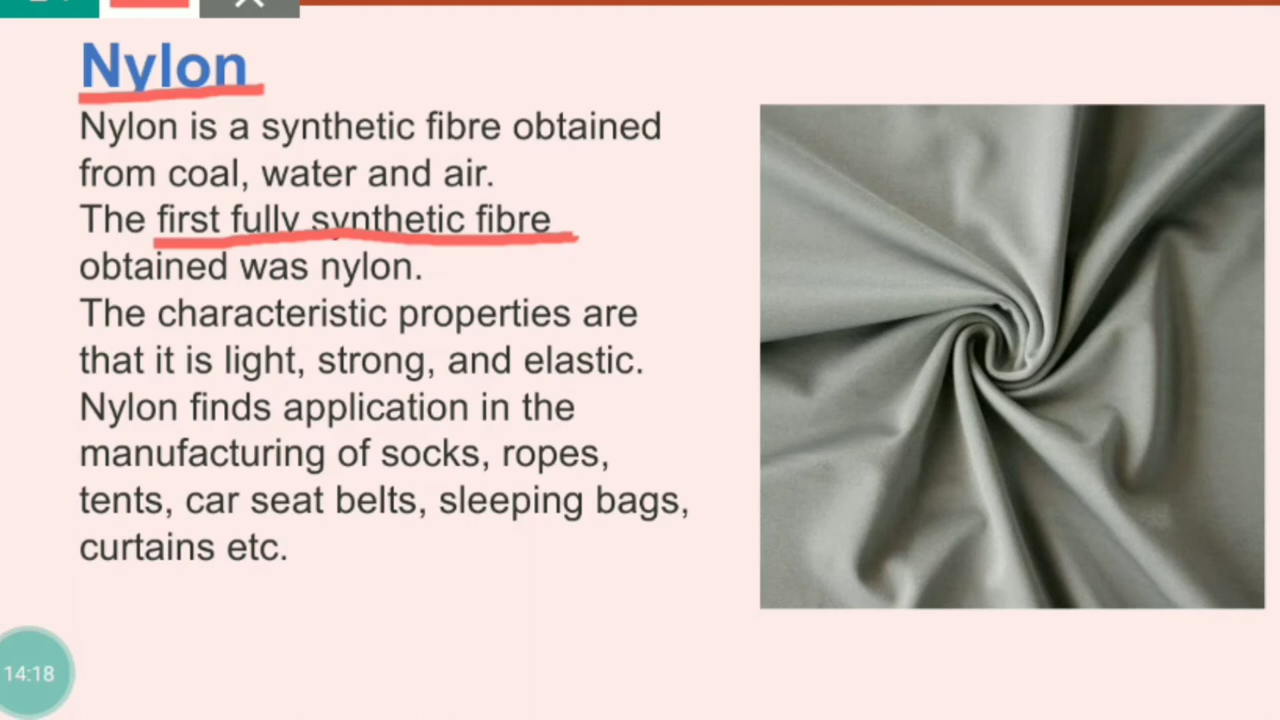 Nylon
Nylon is a synthetic fibre obtained
from coal, water and air.
The first fully synthetic fibre
obtained was nylon.
The characteristic properties are
that it is light, strong, and elastic.
Nylon finds application in the
manufacturing of socks, ropes,
tents, car seat belts, sleeping bags,
curtains etc.
14:18